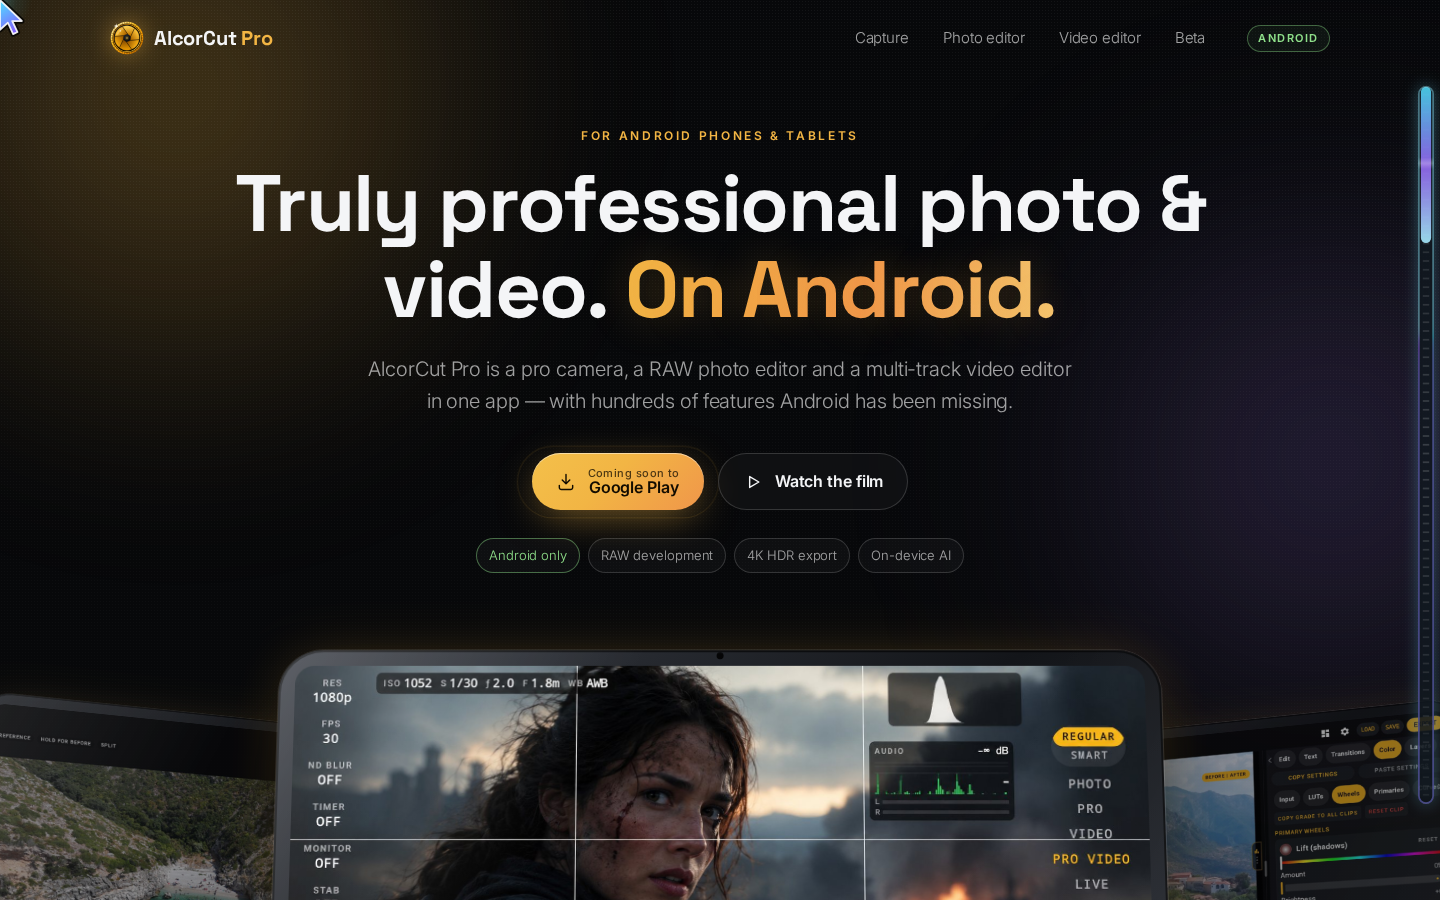 AlcorCut Pro
Capture
Photo editor
Video editor
Beta
ANDROID
FOR ANDROID PHONES & TABLETS
Truly professional photo &
video. On Android.
AlcorCut Pro is a pro camera, a RAW photo editor and a multi-track video editor
in one app — with hundreds of features Android has been missing.
Coming soon to
Google Play
Watch the film
Android only
RAW development
4K HDR export
On-device AI
HOLD FOR BEFORE
SPLIT
RES
1080p
FPS
30
ND BLUR
OFF
TIMER
OFF
MONITOR
OFF
STAB
ISO 1052 S 1/30 ƒ 2.0 F 1.8m WB AWB
AUDIO
-∞ dB
L
R
REGULAR
SMART
PHOTO
PRO
VIDEO
PRO VIDEO
LIVE
LOAD
SAVE
Edit
Text
Transitions
Color
COPY SETTINGS
BEFORE | AFTER
Input
LUTs
Wheels
Primaries
COPY GRADE TO ALL CLIPS
RESET CLIP
PRIMARY WHEELS
Lift (shadows)
RESET
Amount